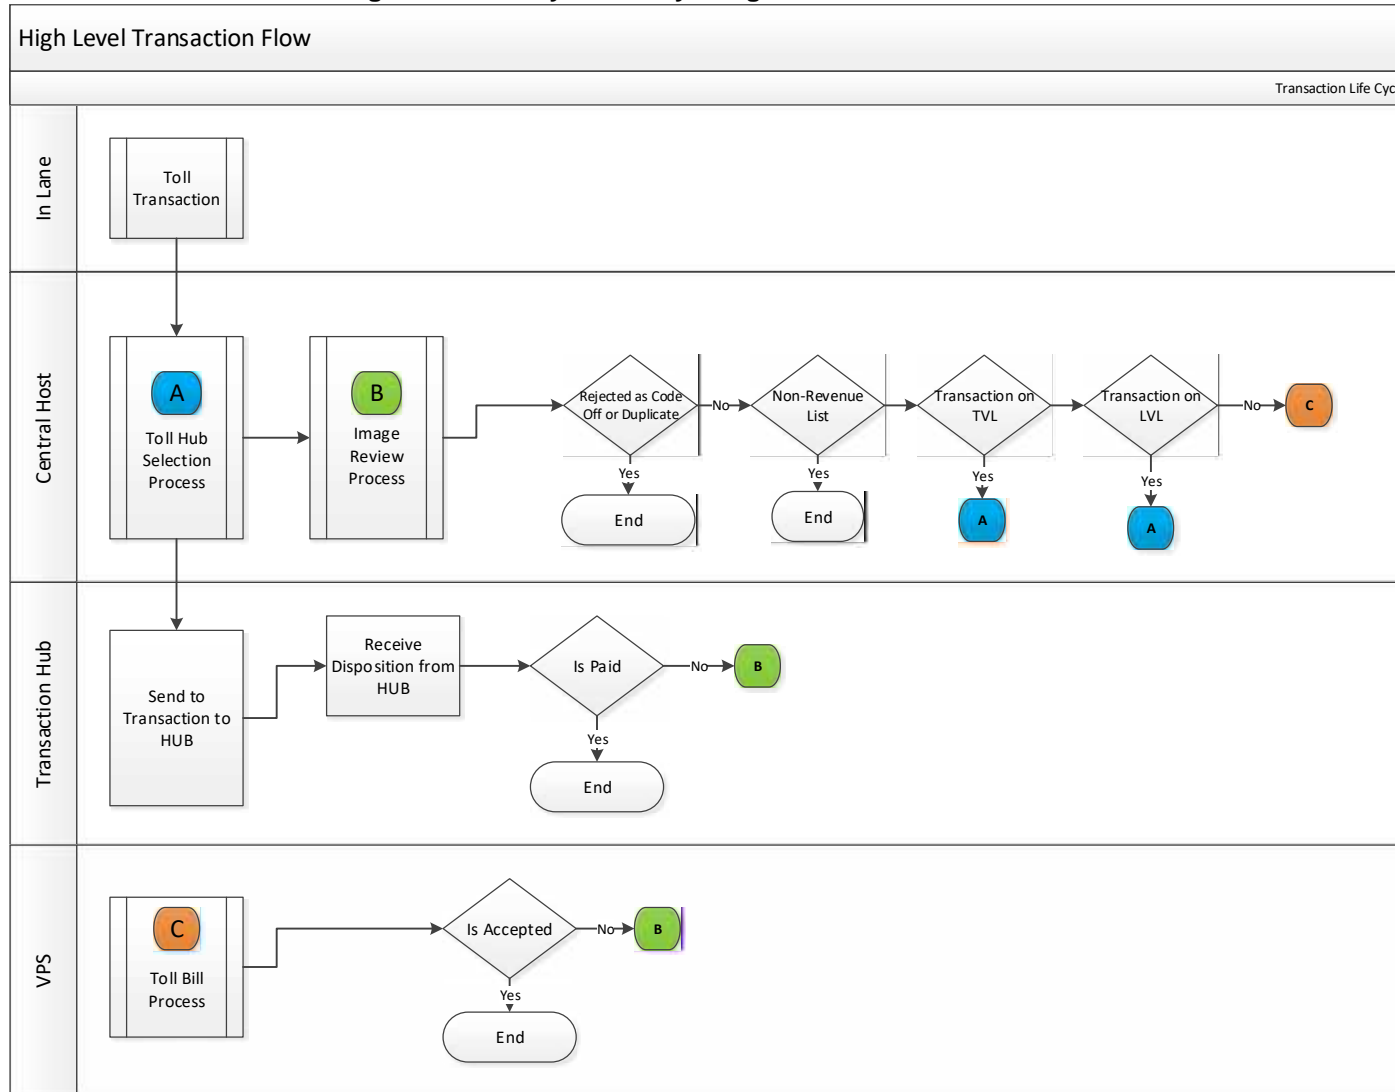 High Level Transaction Flow
Transaction Life Cyc
In Lane
Toll
Transaction
Central Host
A
Toll Hub
Selection
Process
B
Image
Review
Process
Rejected as Code
Off or Duplicate
No
Yes
End
Non-Revenue
List
Yes
End
Transaction on
TVL
Yes
A
Transaction on
LVL
No
C
Yes
A
Transaction Hub
Send to
Transaction to
HUB
Receive
Disposition from
HUB
Is Paid
No
B
Yes
End
VPS
C
Toll Bill
Process
Is Accepted
No
B
Yes
End